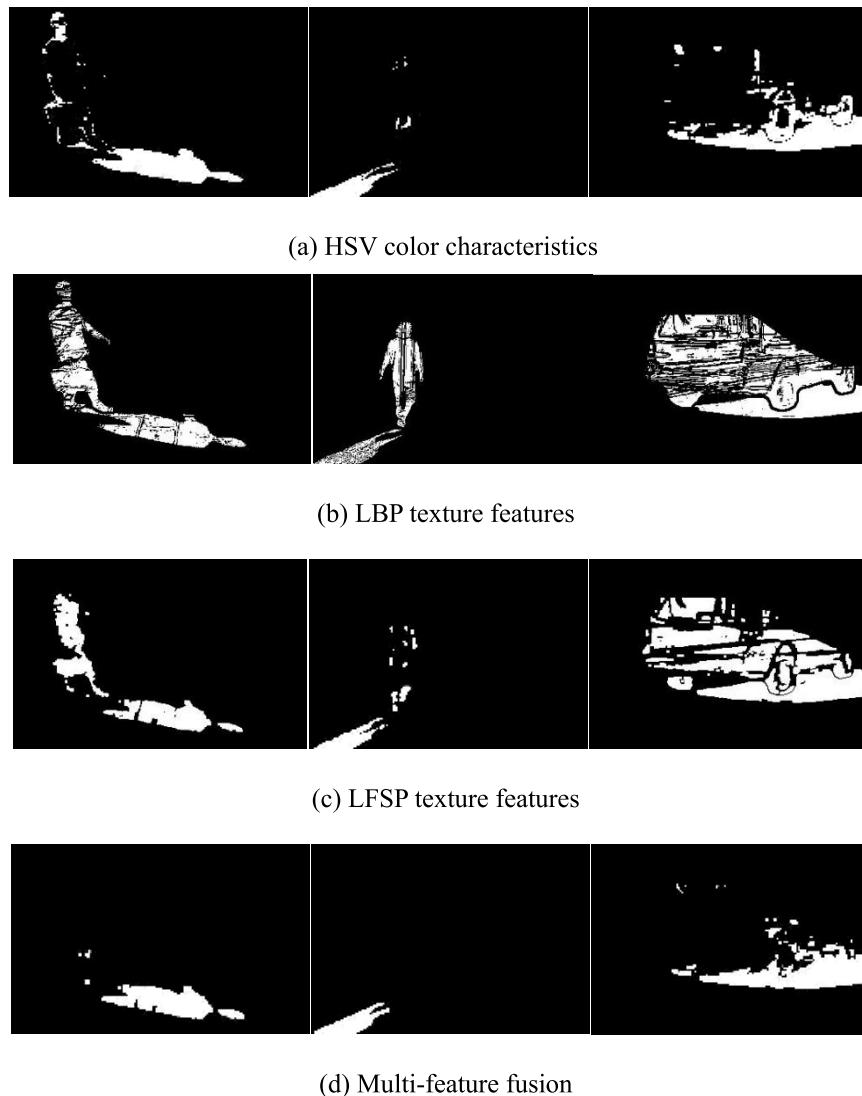 (a) HSV color characteristics
(b) LBP texture features
(c) LFSP texture features
(d) Multi-feature fusion